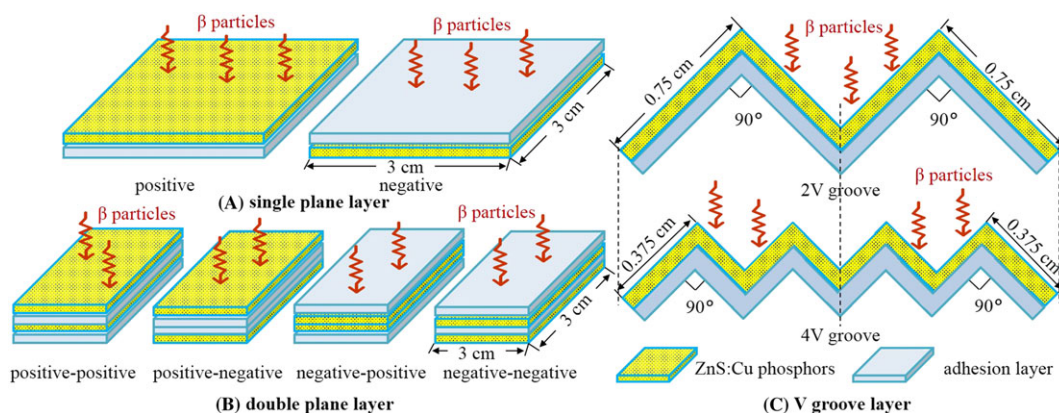 β particles
3 cm
3 cm
positive
negative
(A) single plane layer
β particles
β particles
3 cm
3 cm
positive-positive
positive-negative
negative-positive
negative-negative
(B) double plane layer
β particles
0.75 cm
0.75 cm
90°
90°
2V groove
β particles
β particles
0.375 cm
0.375 cm
90°
90°
4V groove
ZnS:Cu phosphors
adhesion layer
(C) V groove layer